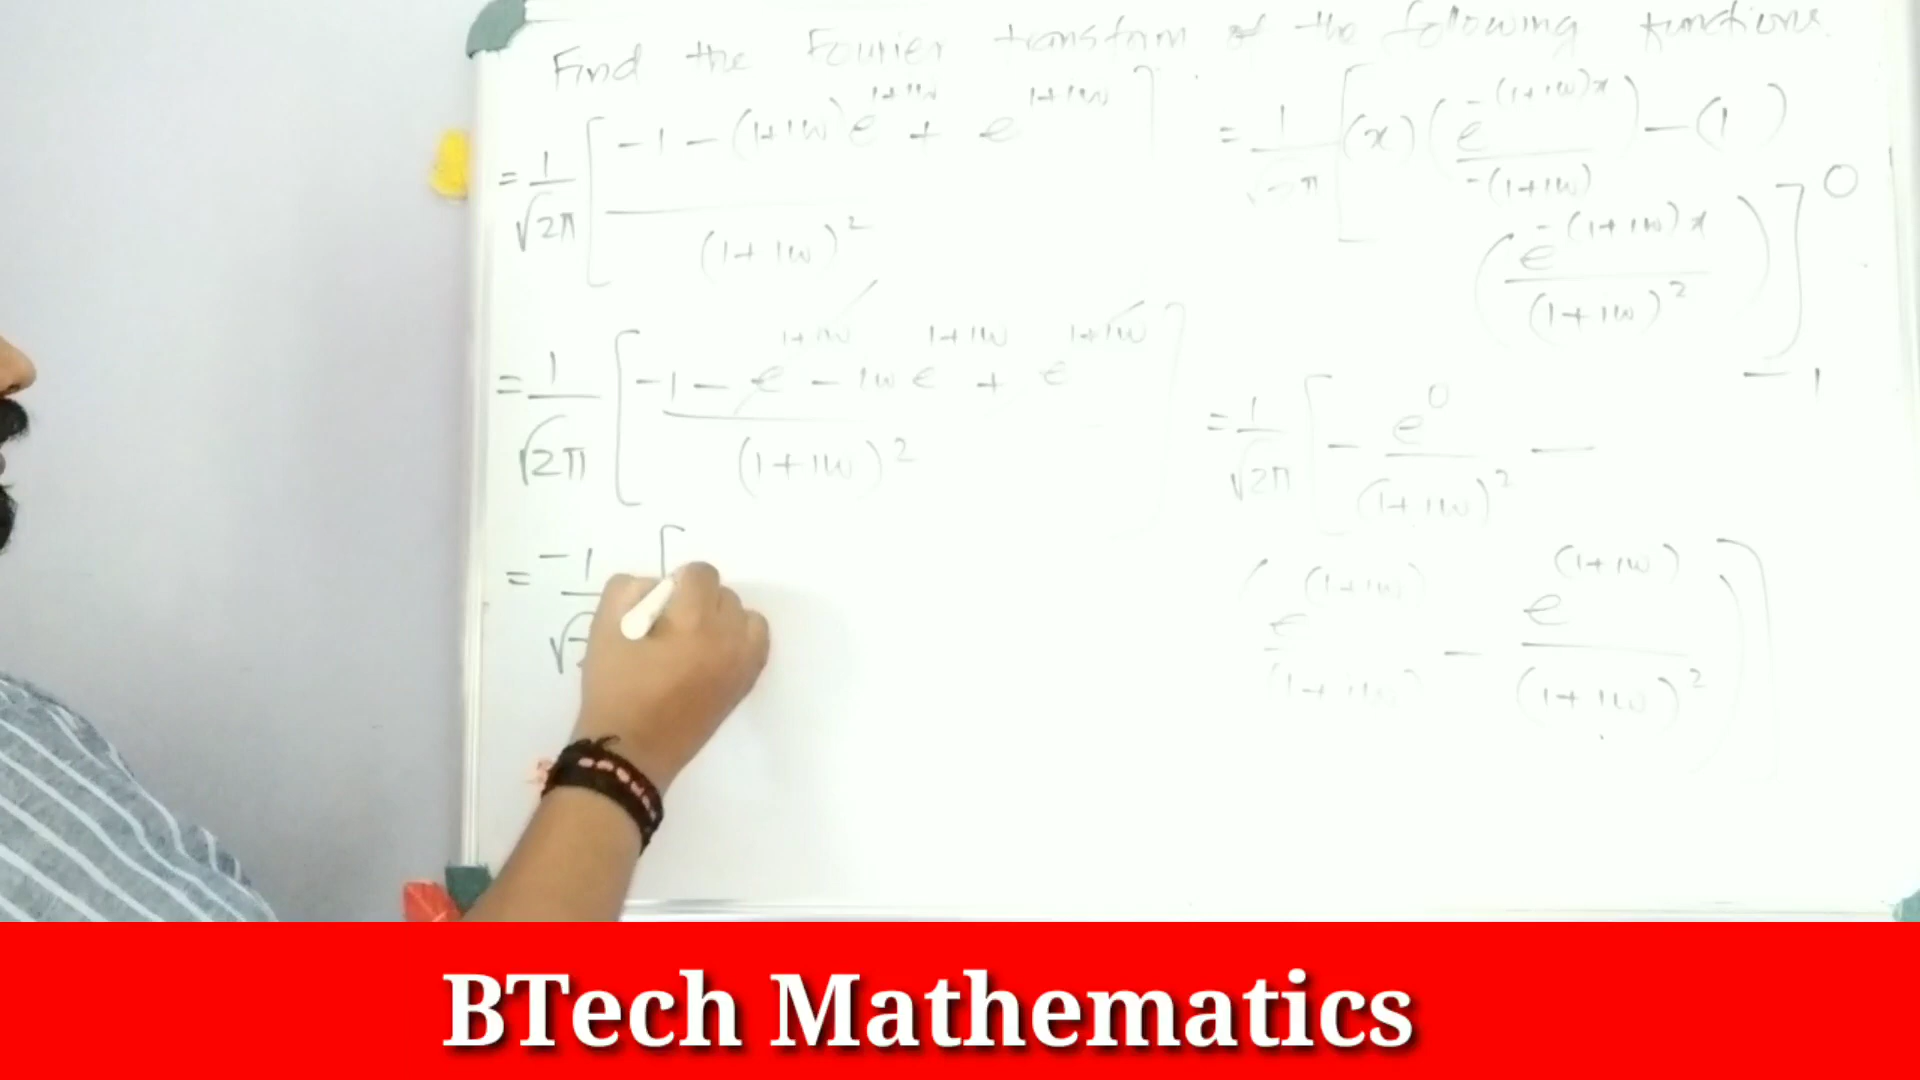 Find the Fourier transform of the following functions.
= 1/√2π [ (-1 - (1+iw) e^(1+iw) + e^(1+iw)) / (1+iw)^2 ]
= 1/√2π [ (-1 - e^(1+iw) - iw e^(1+iw) + e^(1+iw)) / (1+iw)^2 ]
= -1/√ [
= 1/√2π [ (x) ( e^(-(1+iw)x) / -(1+iw) ) - (1)
( e^(-(1+iw)x) / (1+iw)^2 ) ]^0
-1
= 1/√2π [ - e^0 / (1+iw)^2 -
( e^(1+iw) / (1+iw) - e^(1+iw) / (1+iw)^2 ) ]
BTech Mathematics